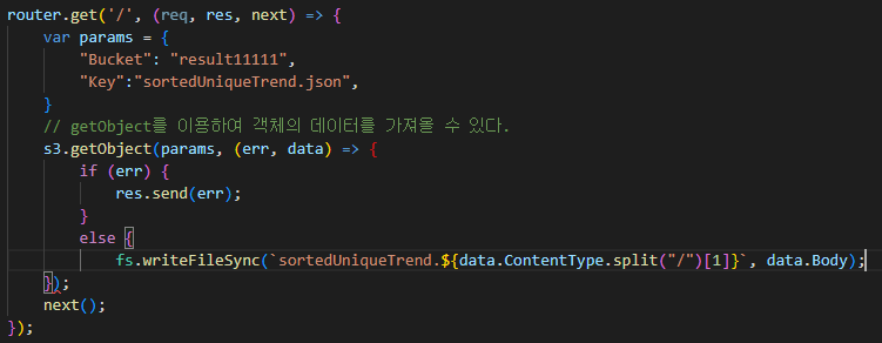 router.get('/', (req, res, next) => {
    var params = {
        "Bucket": "result11111",
        "Key":"sortedUniqueTrend.json",
    }
    // getObject를 이용하여 객체의 데이터를 가져올 수 있다.
    s3.getObject(params, (err, data) => {
        if (err) {
            res.send(err);
        }
        else {
            fs.writeFileSync(`sortedUniqueTrend.${data.ContentType.split("/")[1]}`, data.Body);
    });
    next();
});